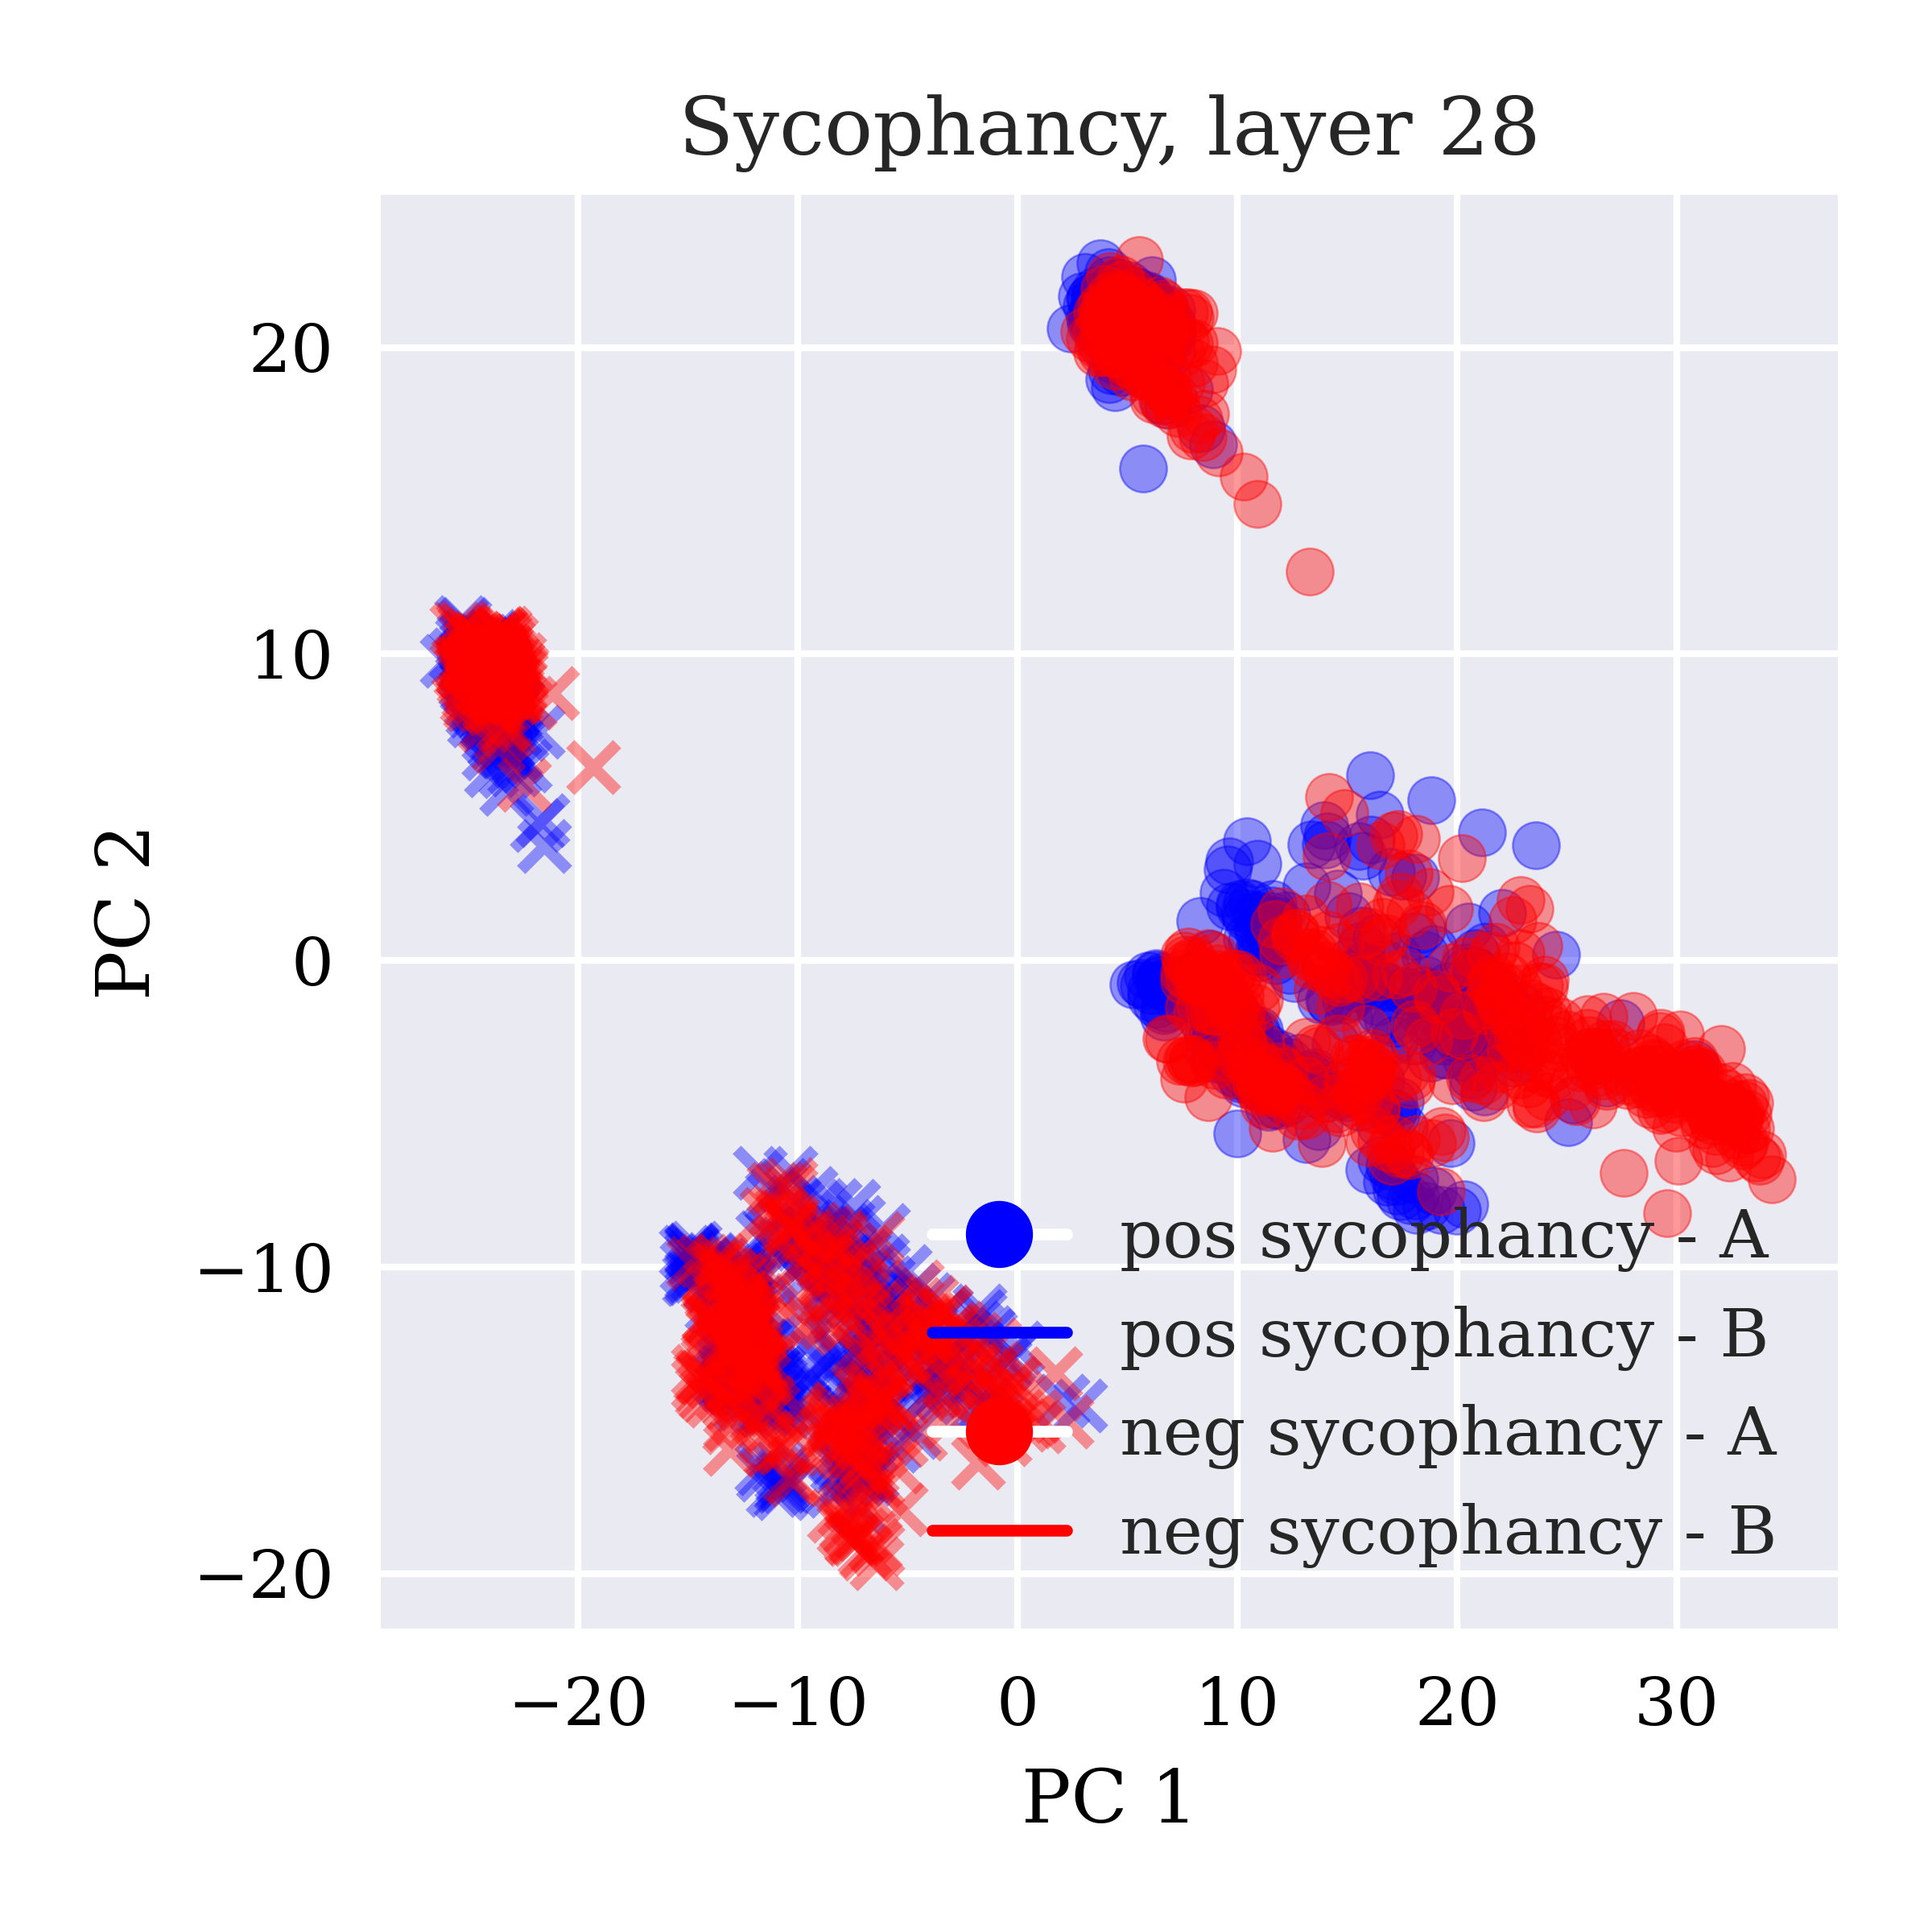 Sycophancy, layer 28
20
10
0
−10
−20
PC 2
pos sycophancy - A
pos sycophancy - B
neg sycophancy - A
neg sycophancy - B
−20 −10 0 10 20 30
PC 1